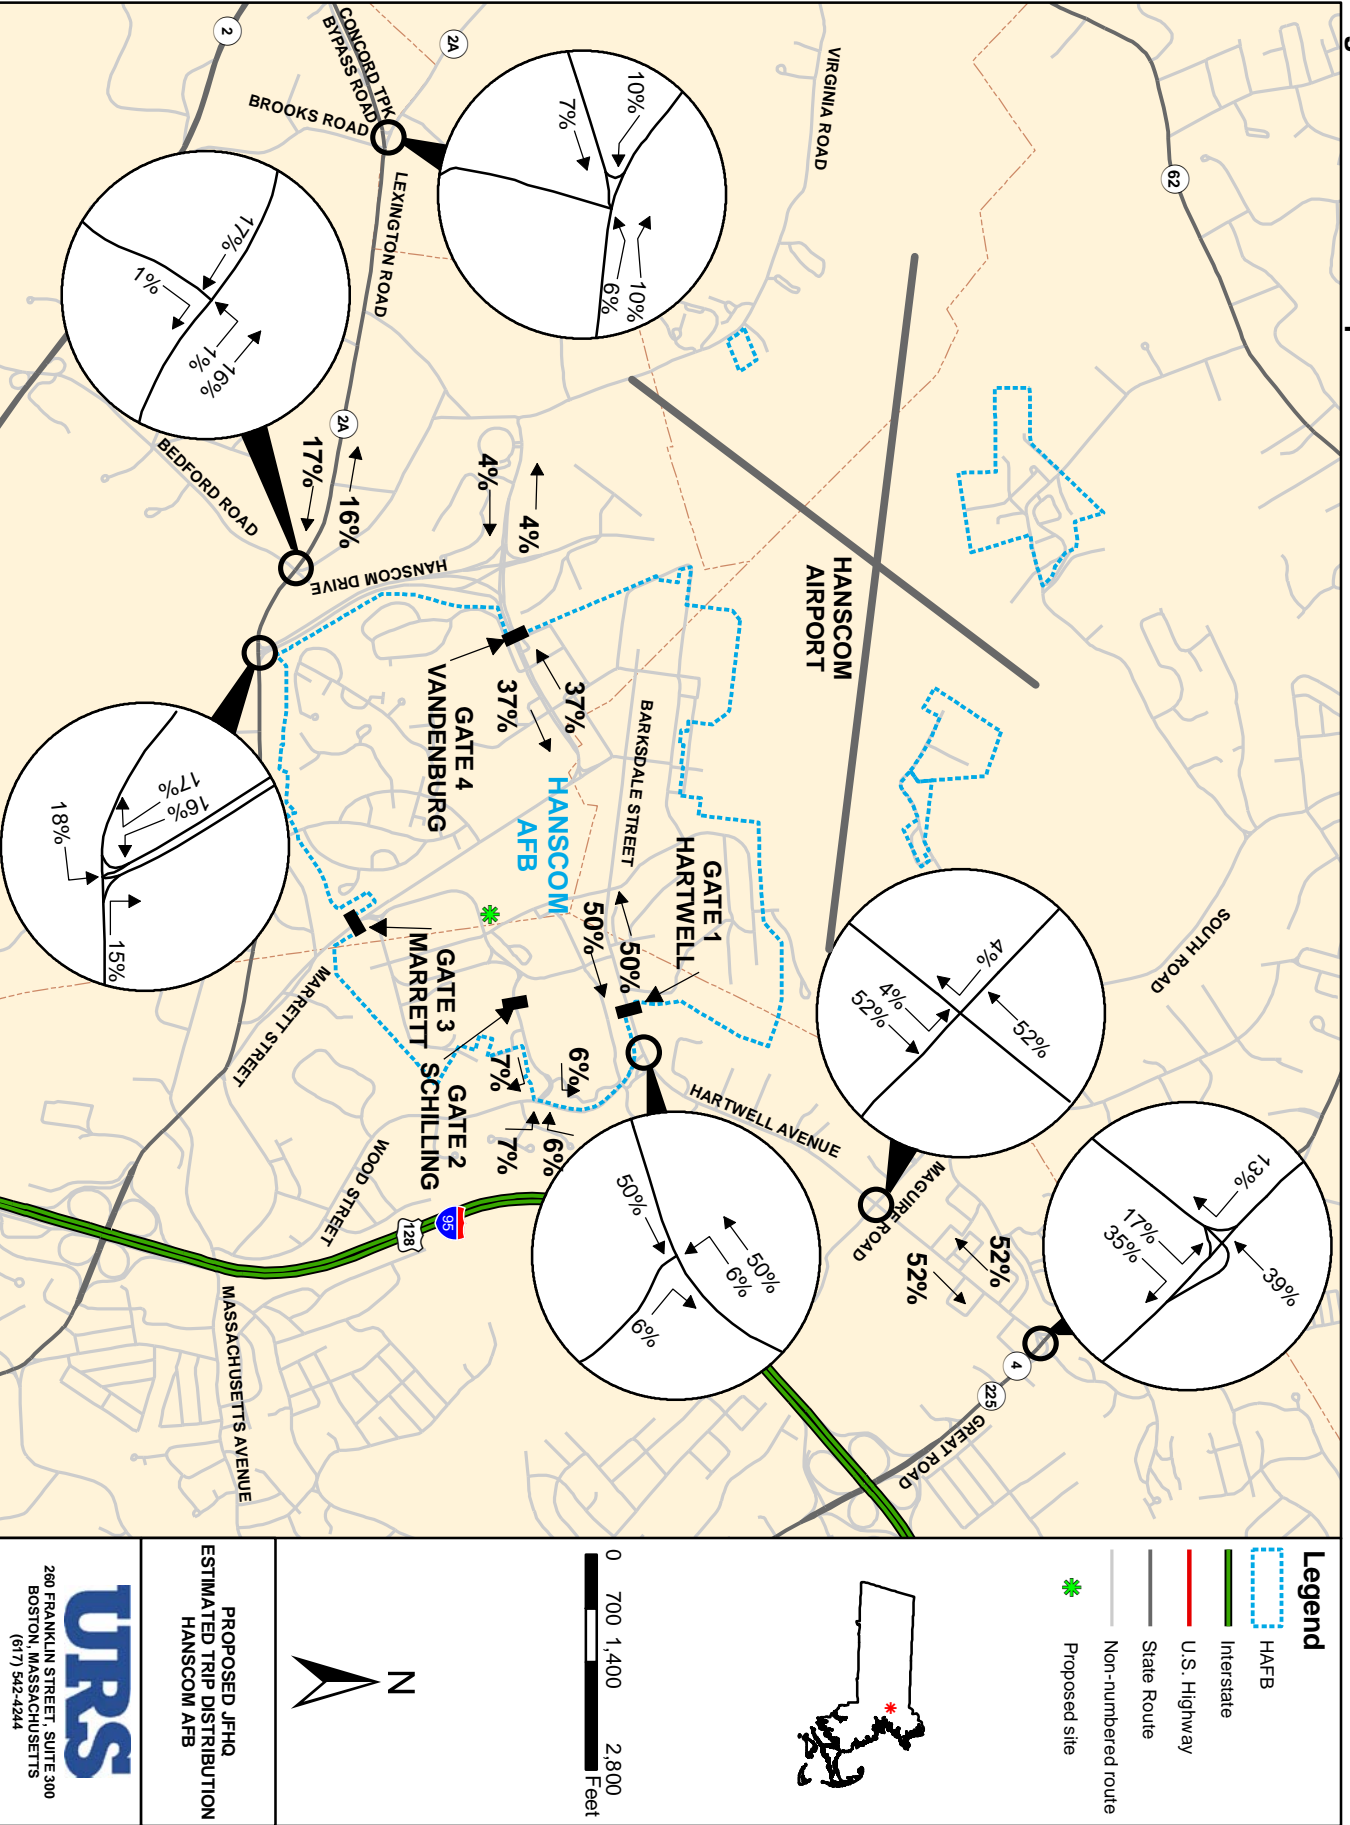 2
2A
62
CONCORD TPK
BYPASS ROAD
BROOKS ROAD
LEXINGTON ROAD
VIRGINIA ROAD
10%
7%
10%
6%
17%
1%
1%
16%
2A
17%
16%
BEDFORD ROAD
HANSCOM DRIVE
4%
4%
HANSCOM
AIRPORT
GATE 4
VANDENBURG
37%
37%
BARKSDALE STREET
HANSCOM
AFB
17%
16%
18%
15%
GATE 1
HARTWELL
50%
50%
GATE 3
MARRETT
MARRETT STREET
GATE 2
SCHILLING
7%
6%
7%
6%
WOOD STREET
HARTWELL AVENUE
SOUTH ROAD
4%
52%
4%
52%
MAGUIRE ROAD
52%
52%
13%
17%
35%
39%
50%
50%
6%
6%
95
128
4
225
GREAT ROAD
MASSACHUSETTS AVENUE
Legend
HAFB
Interstate
U.S. Highway
State Route
Non-numbered route
Proposed site
0 700 1,400 2,800
Feet
N
PROPOSED JFHQ
ESTIMATED TRIP DISTRIBUTION
HANSCOM AFB
URS
260 FRANKLIN STREET, SUITE 300
BOSTON, MASSACHUSETTS
(617) 542-4244